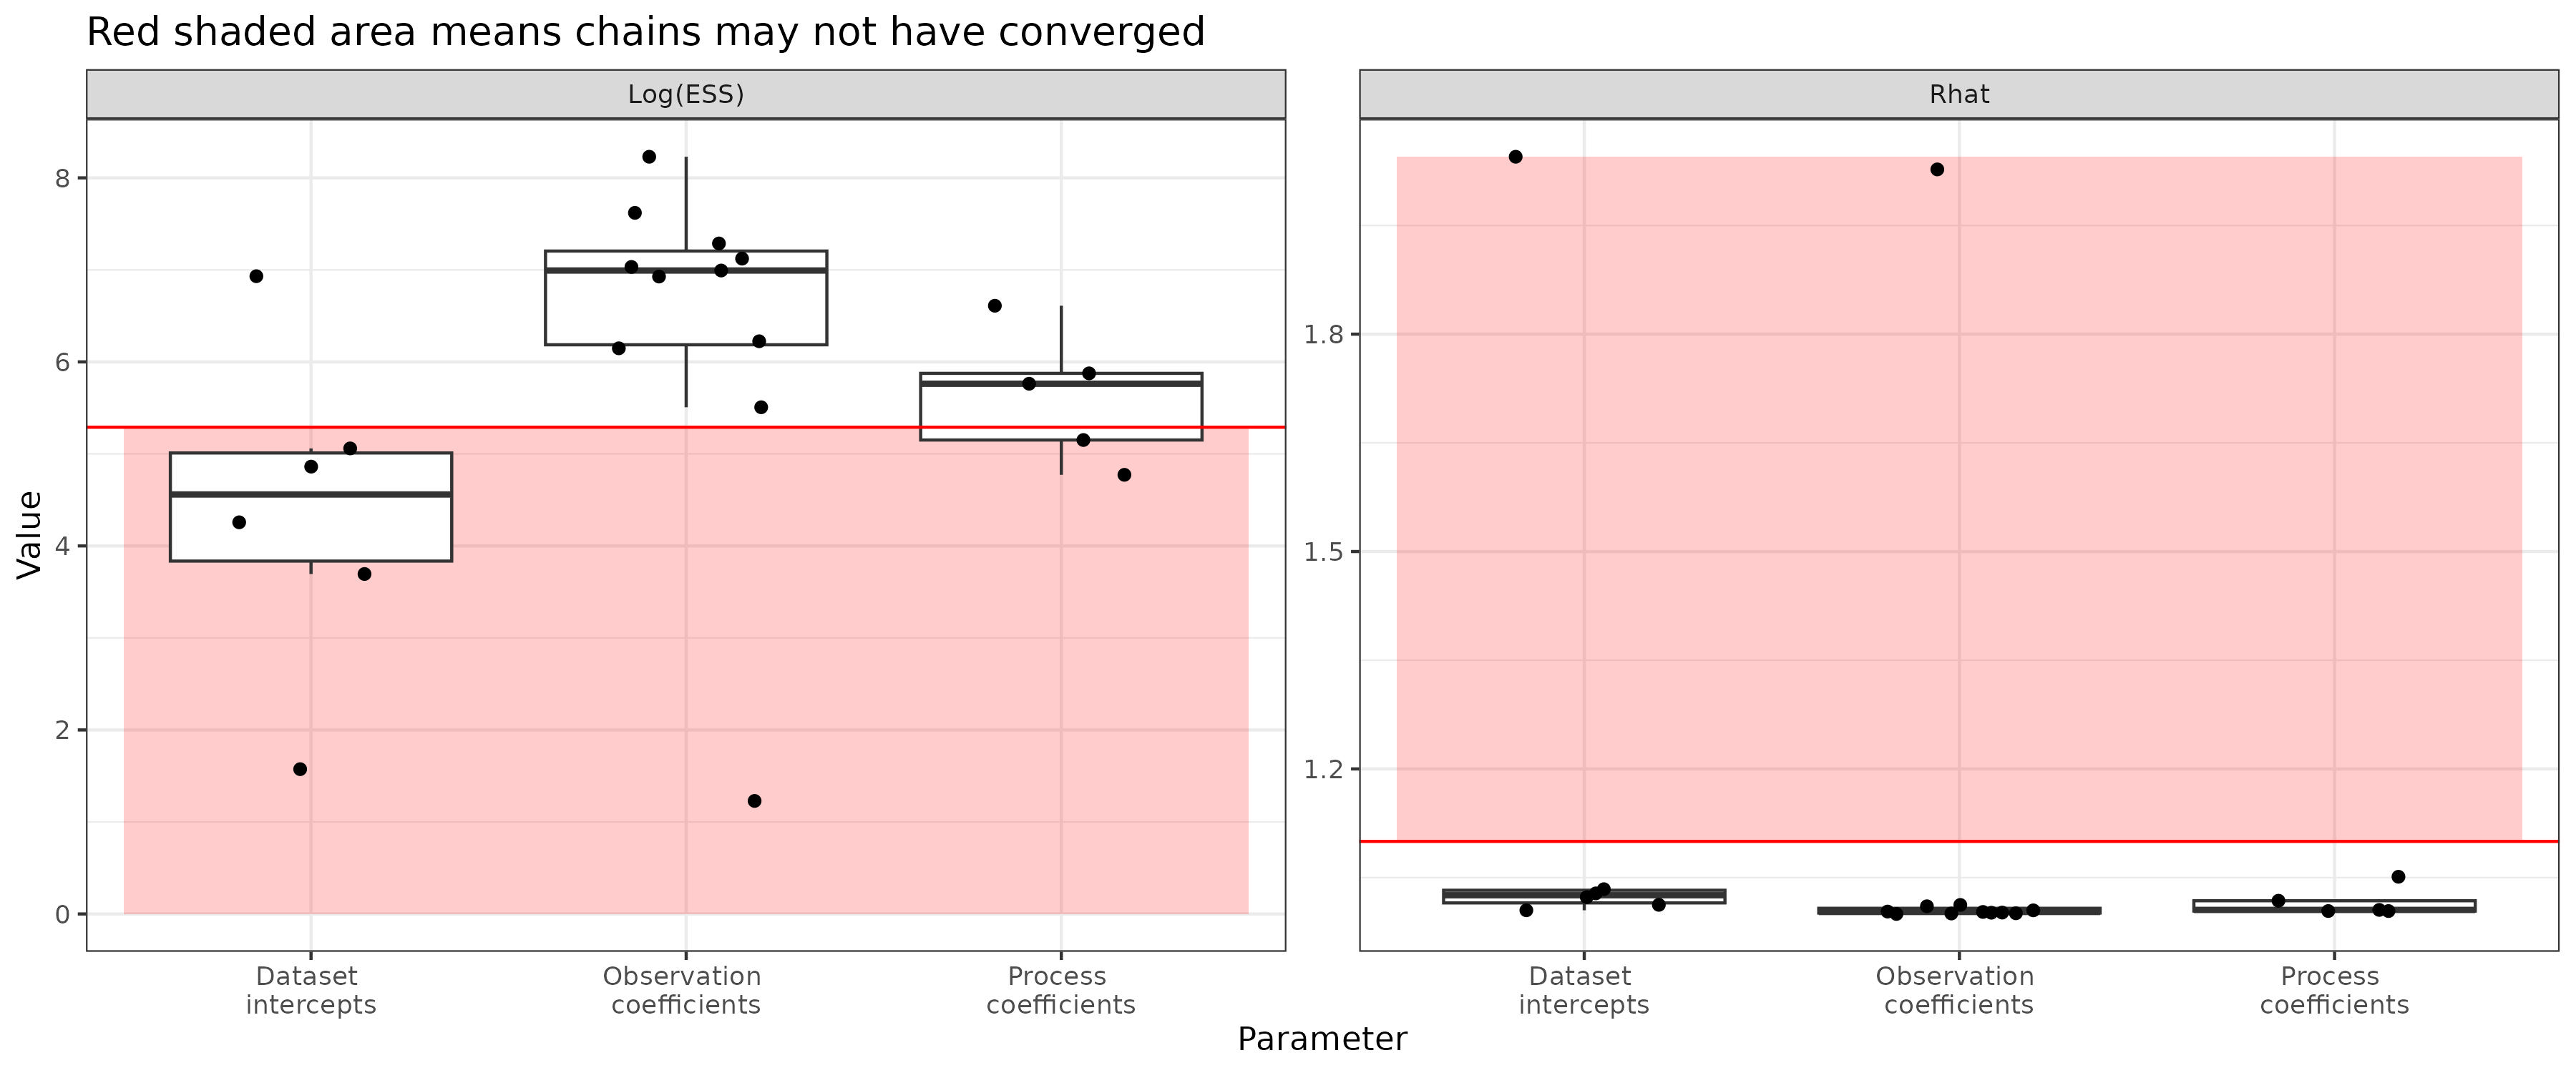 Red shaded area means chains may not have converged
Log(ESS)
Rhat
Value
8
6
4
2
0
1.8
1.5
1.2
Dataset
intercepts
Observation
coefficients
Process
coefficients
Dataset
intercepts
Observation
coefficients
Process
coefficients
Parameter